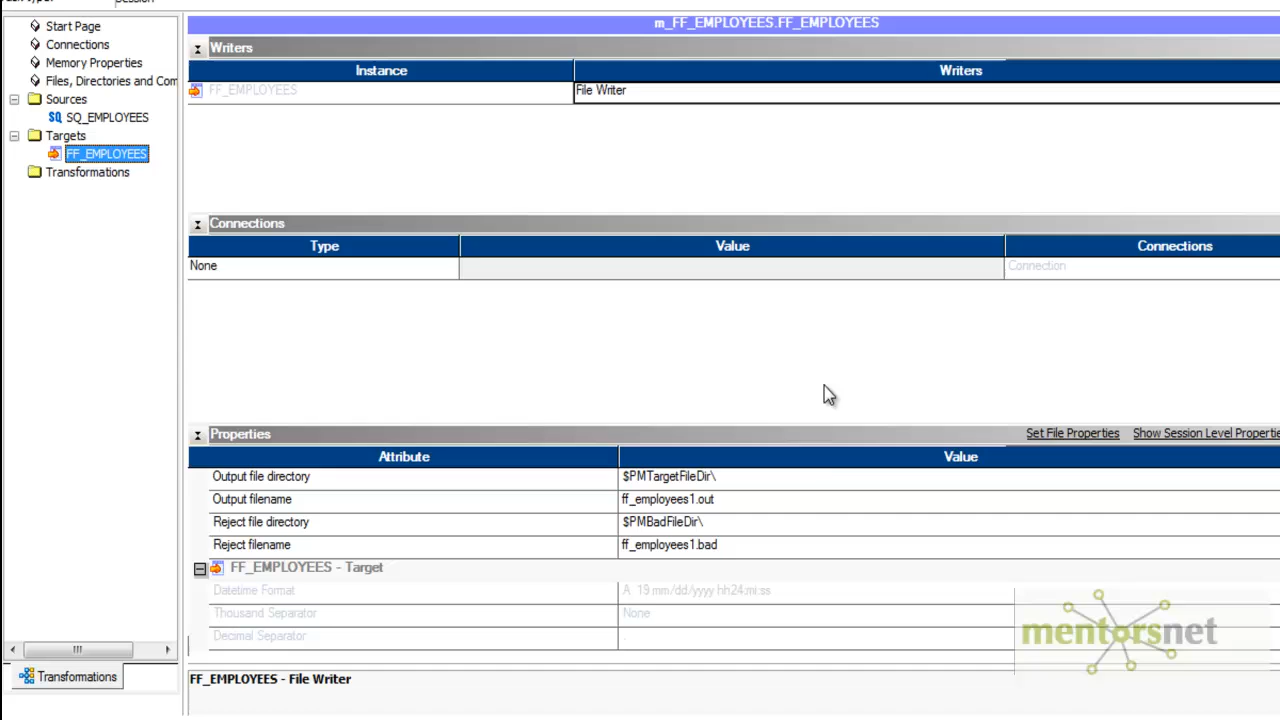 Session
Start Page
Connections
Memory Properties
Files, Directories and Com
Sources
SQ SQ_EMPLOYEES
Targets
FF_EMPLOYEES
Transformations
Transformations
m_FF_EMPLOYEES.FF_EMPLOYEES
Writers
Instance Writers
FF_EMPLOYEES File Writer
Connections
Type Value Connections
None Connection
Properties Set File Properties Show Session Level Propertie
Attribute Value
Output file directory $PMTargetFileDir\
Output filename ff_employees1.out
Reject file directory $PMBadFileDir\
Reject filename ff_employees1.bad
FF_EMPLOYEES - Target
Datetime Format A 19 mm/dd/yyyy hh24:mi:ss
Thousand Separator None
Decimal Separator .
FF_EMPLOYEES - File Writer
mentorsnet